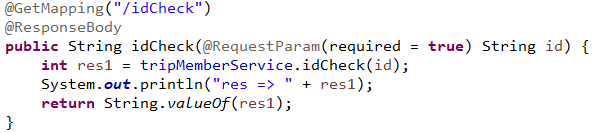 @GetMapping("/idCheck")
@ResponseBody
public String idCheck(@RequestParam(required = true) String id) {
    int res1 = tripMemberService.idCheck(id);
    System.out.println("res => " + res1);
    return String.valueOf(res1);
}